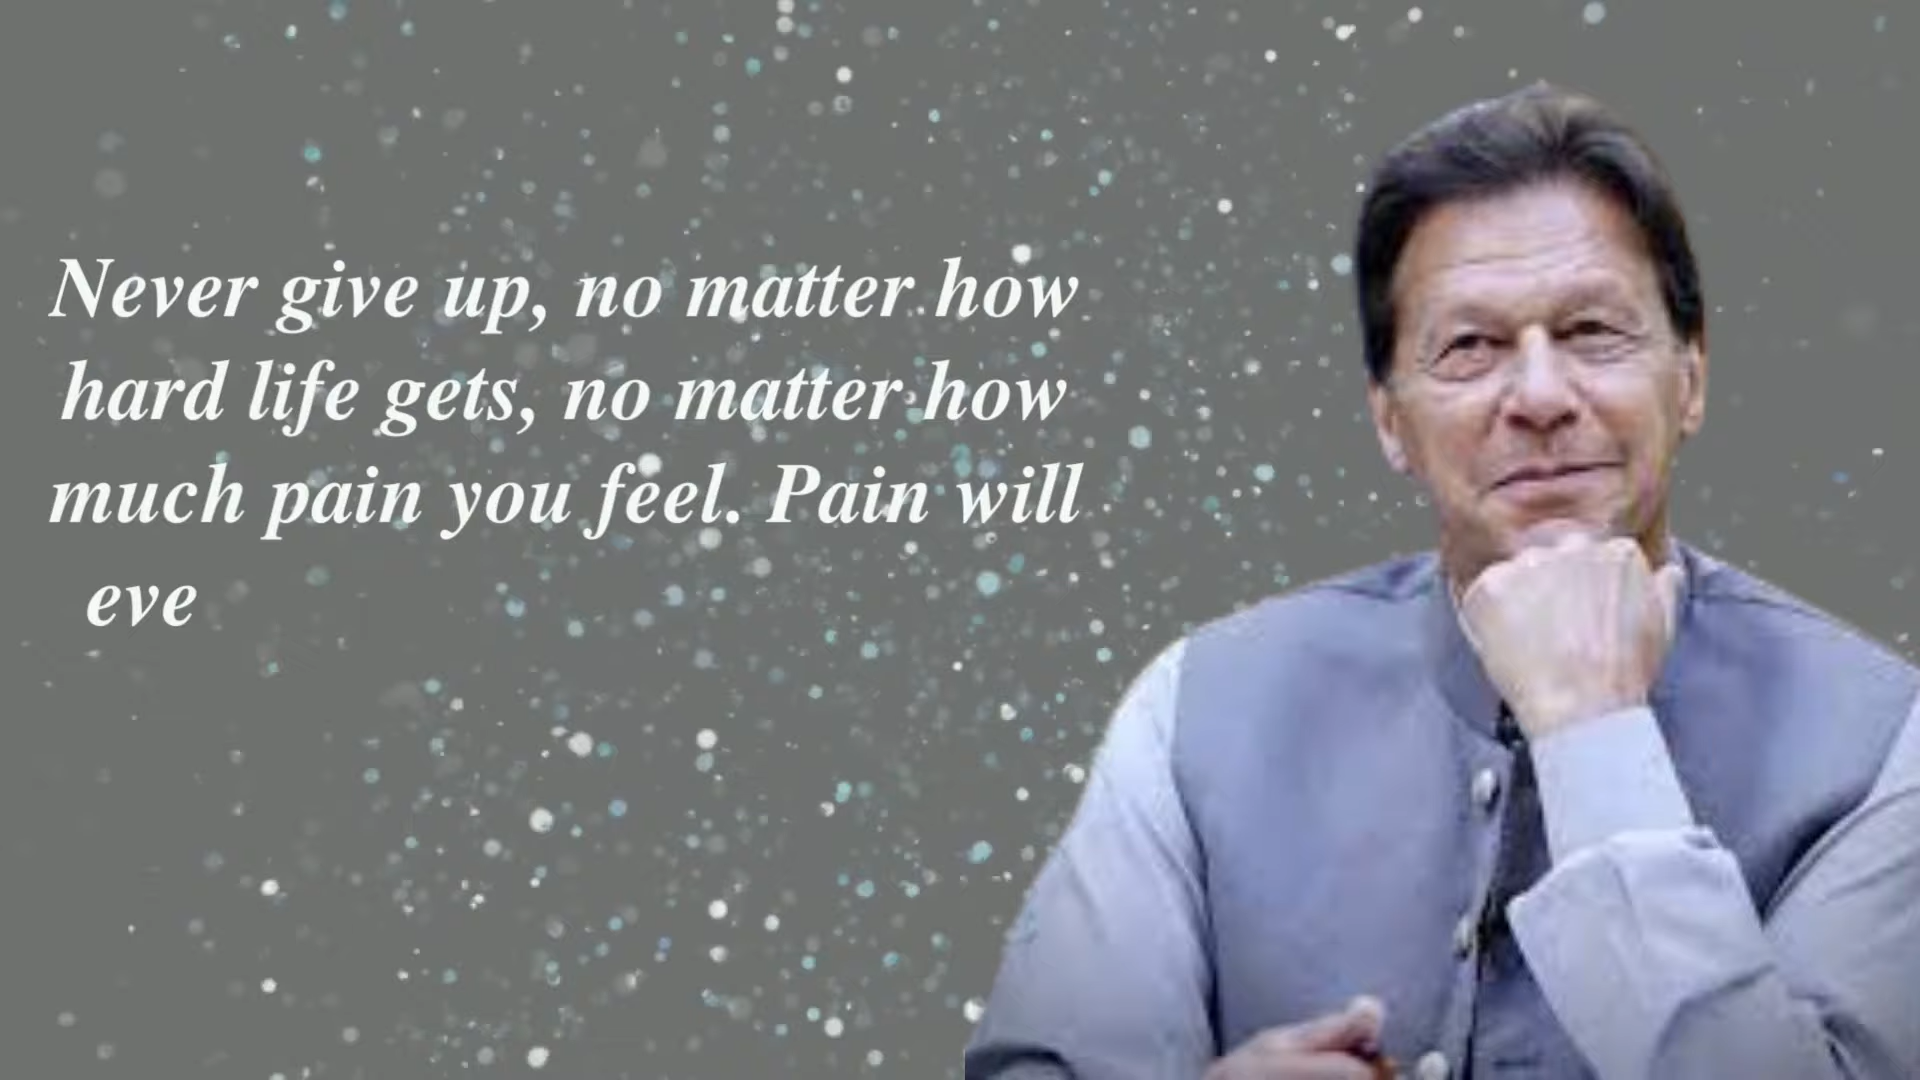 Never give up, no matter how
hard life gets, no matter how
much pain you feel. Pain will
eve